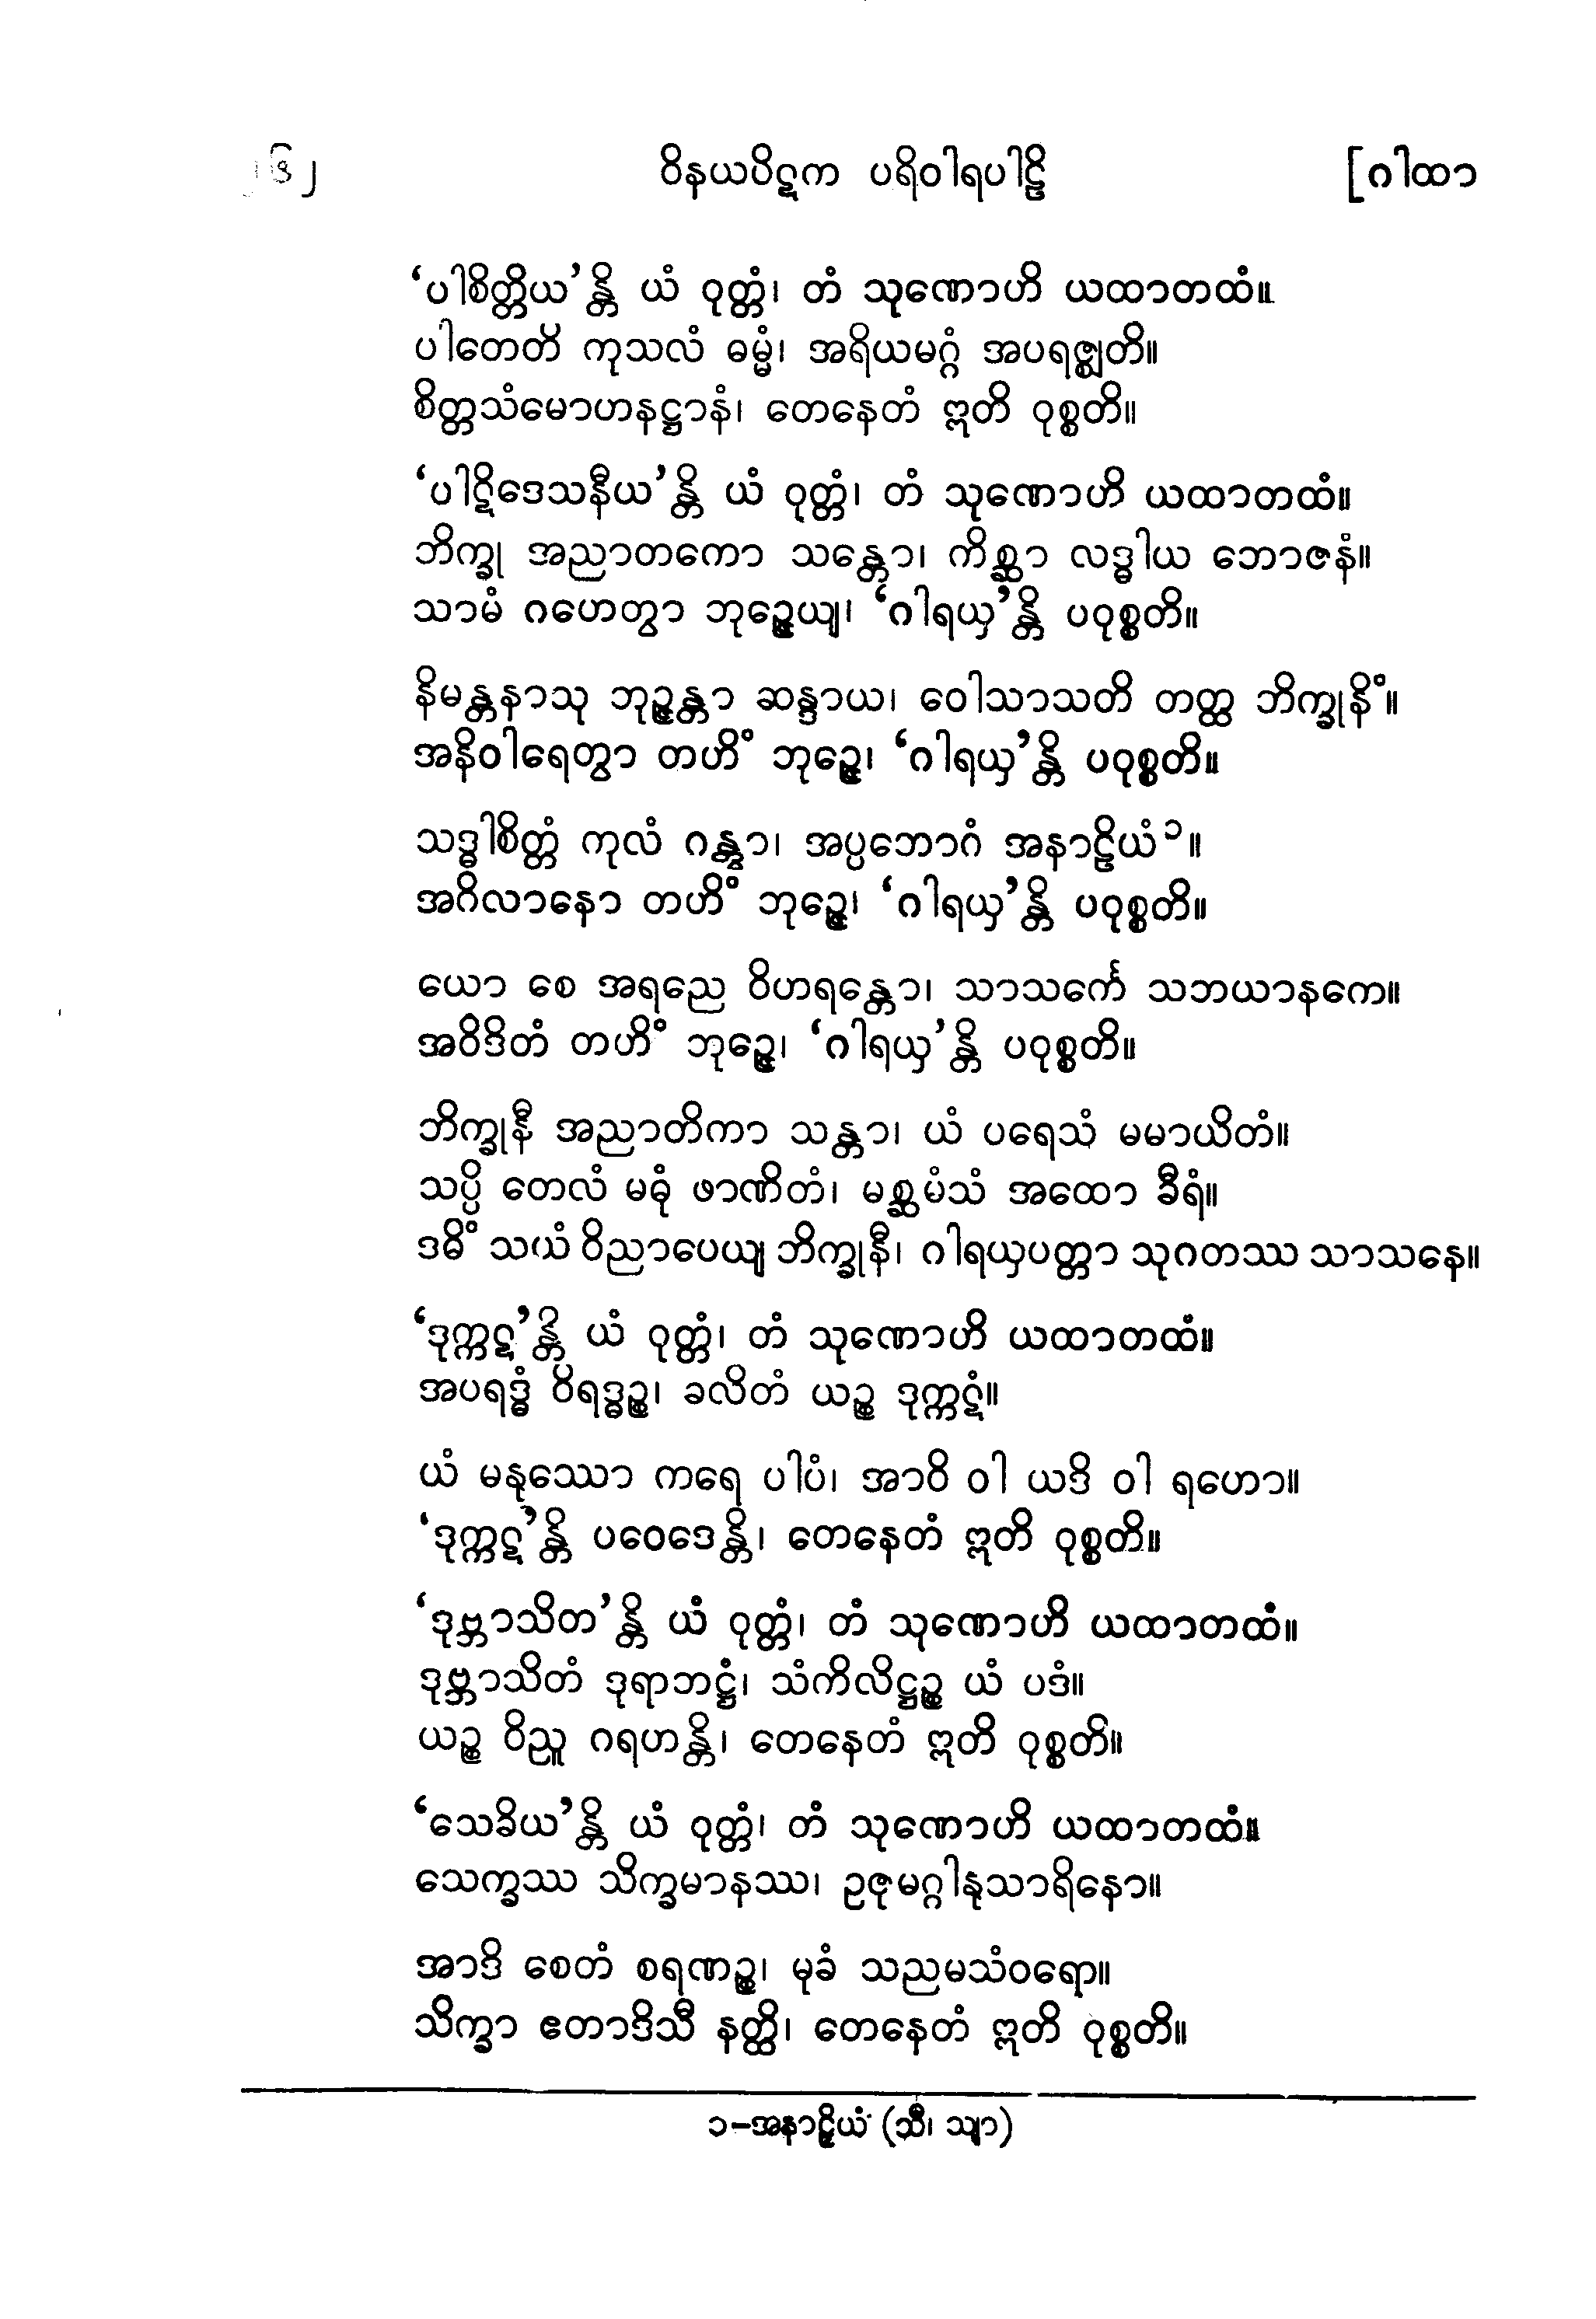 ၂၆၂ ဝိနယပိဋက ပရိဝါရပါဠိ [ဂါထာ
‘ပါစိတ္တိယ’န္တိ ယံ ဝုတ္တံ၊ တံ သုဏောဟိ ယထာတထံ။
ပါတေတိ ကုသလံ ဓမ္မံ၊ အရိယမဂ္ဂံ အပရဇ္ဈတိ။
စိတ္တသံမောဟနဋ္ဌာနံ၊ တေနေတံ ဣတိ ဝုစ္စတိ။
‘ပါဋိဒေသနီယ’န္တိ ယံ ဝုတ္တံ၊ တံ သုဏောဟိ ယထာတထံ။
ဘိက္ခု အညာတကော သန္တော၊ ကိစ္ဆာ လဒ္ဓါယ ဘောဇနံ။
သာမံ ဂဟေတွာ ဘုဉ္ဇေယျ၊ ‘ဂါရယှ’န္တိ ပဝုစ္စတိ။
နိမန္တနာသု ဘုဉ္ဇန္တာ ဆန္ဒာယ၊ ဝေါသာသတိ တတ္ထ ဘိက္ခုနိံ။
အနိဝါရေတွာ တဟိံ ဘုဉ္ဇေ၊ ‘ဂါရယှ’န္တိ ပဝုစ္စတိ။
သဒ္ဓါစိတ္တံ ကုလံ ဂန္တွာ၊ အပ္ပဘောဂံ အနာဠိယံ၁။
အဂိလာနော တဟိံ ဘုဉ္ဇေ၊ ‘ဂါရယှ’န္တိ ပဝုစ္စတိ။
ယော စေ အရညေ ဝိဟရန္တော၊ သာသင်္ကေ သဘယာနကေ။
အဝိဒိတံ တဟိံ ဘုဉ္ဇေ၊ ‘ဂါရယှ’န္တိ ပဝုစ္စတိ။
ဘိက္ခုနီ အညာတိကာ သန္တာ၊ ယံ ပရေသံ မမာယိတံ။
သပ္ပိ တေလံ မဓုံ ဖာဏိတံ၊ မစ္ဆမံသံ အထော ခီရံ။
ဒဓိံ သယံ ဝိညာပေယျ ဘိက္ခုနီ၊ ဂါရယှပတ္တာ သုဂတဿ သာသနေ။
‘ဒုက္ကဋ’န္တိ ယံ ဝုတ္တံ၊ တံ သုဏောဟိ ယထာတထံ။
အပရဒ္ဓံ ဝိရဒ္ဓဉ္စ၊ ခလိတံ ယဉ္စ ဒုက္ကဋံ။
ယံ မနုဿော ကရေ ပါပံ၊ အာဝိ ဝါ ယဒိ ဝါ ရဟော။
‘ဒုက္ကဋ’န္တိ ပဝေဒေန္တိ၊ တေနေတံ ဣတိ ဝုစ္စတိ။
‘ဒုဗ္ဘာသိတ’န္တိ ယံ ဝုတ္တံ၊ တံ သုဏောဟိ ယထာတထံ။
ဒုဗ္ဘာသိတံ ဒုရာဘဋ္ဌံ၊ သံကိလိဋ္ဌဉ္စ ယံ ပဒံ။
ယဉ္စ ဝိညူ ဂရဟန္တိ၊ တေနေတံ ဣတိ ဝုစ္စတိ။
‘သေခိယ’န္တိ ယံ ဝုတ္တံ၊ တံ သုဏောဟိ ယထာတထံ။
သေက္ခဿ သိက္ခမာနဿ၊ ဥဇုမဂ္ဂါနုသာရိနော။
အာဒိ စေတံ စရဏဉ္စ၊ မုခံ သညမသံဝရော။
သိက္ခာ ဧတာဒိသီ နတ္ထိ၊ တေနေတံ ဣတိ ဝုစ္စတိ။
၁-အနာဠှိယံ (သီ၊ သျာ)